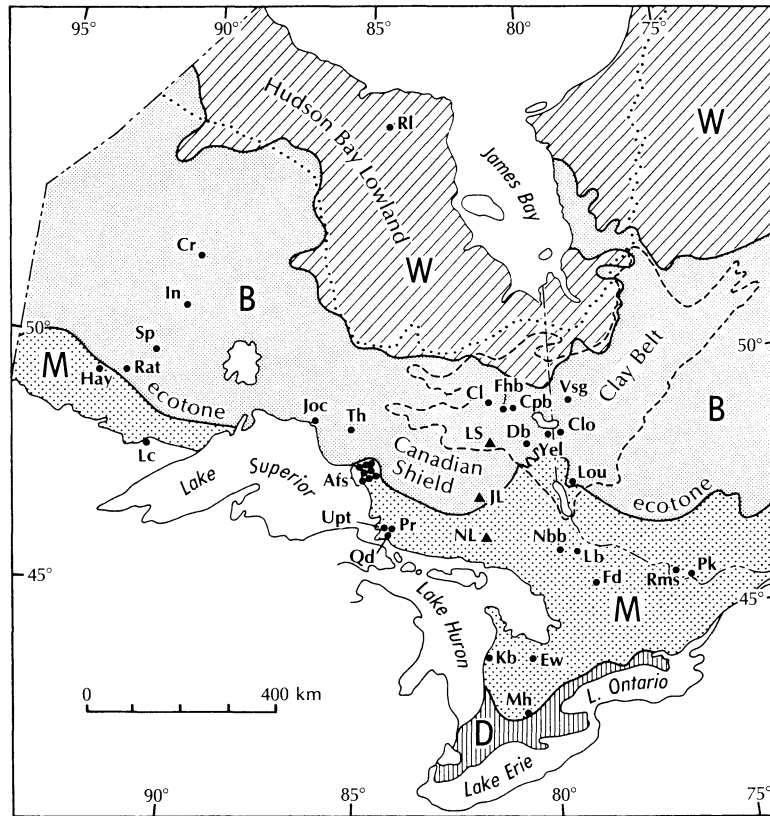 95° 90° 85° 80° 75°
Hudson Bay Lowland
Rl
W
James Bay
W
Cr
In
B
50°
50°
Sp
M
Hay
Rat
ecotone
Clay Belt
Fhb
Vsg
Cl
Cpb
B
Joc
Th
LS
Db
Clo
Yel
Canadian Shield
Lc
Lake Superior
Afs
Lou
ecotone
JL
Upt
Pr
NL
Nbb
Lb
Qd
Fd
Rms
Pk
45°
45°
M
Lake Huron
Kb
Ew
0 400 km
Mh
L. Ontario
D
Lake Erie
90° 85° 80° 75°